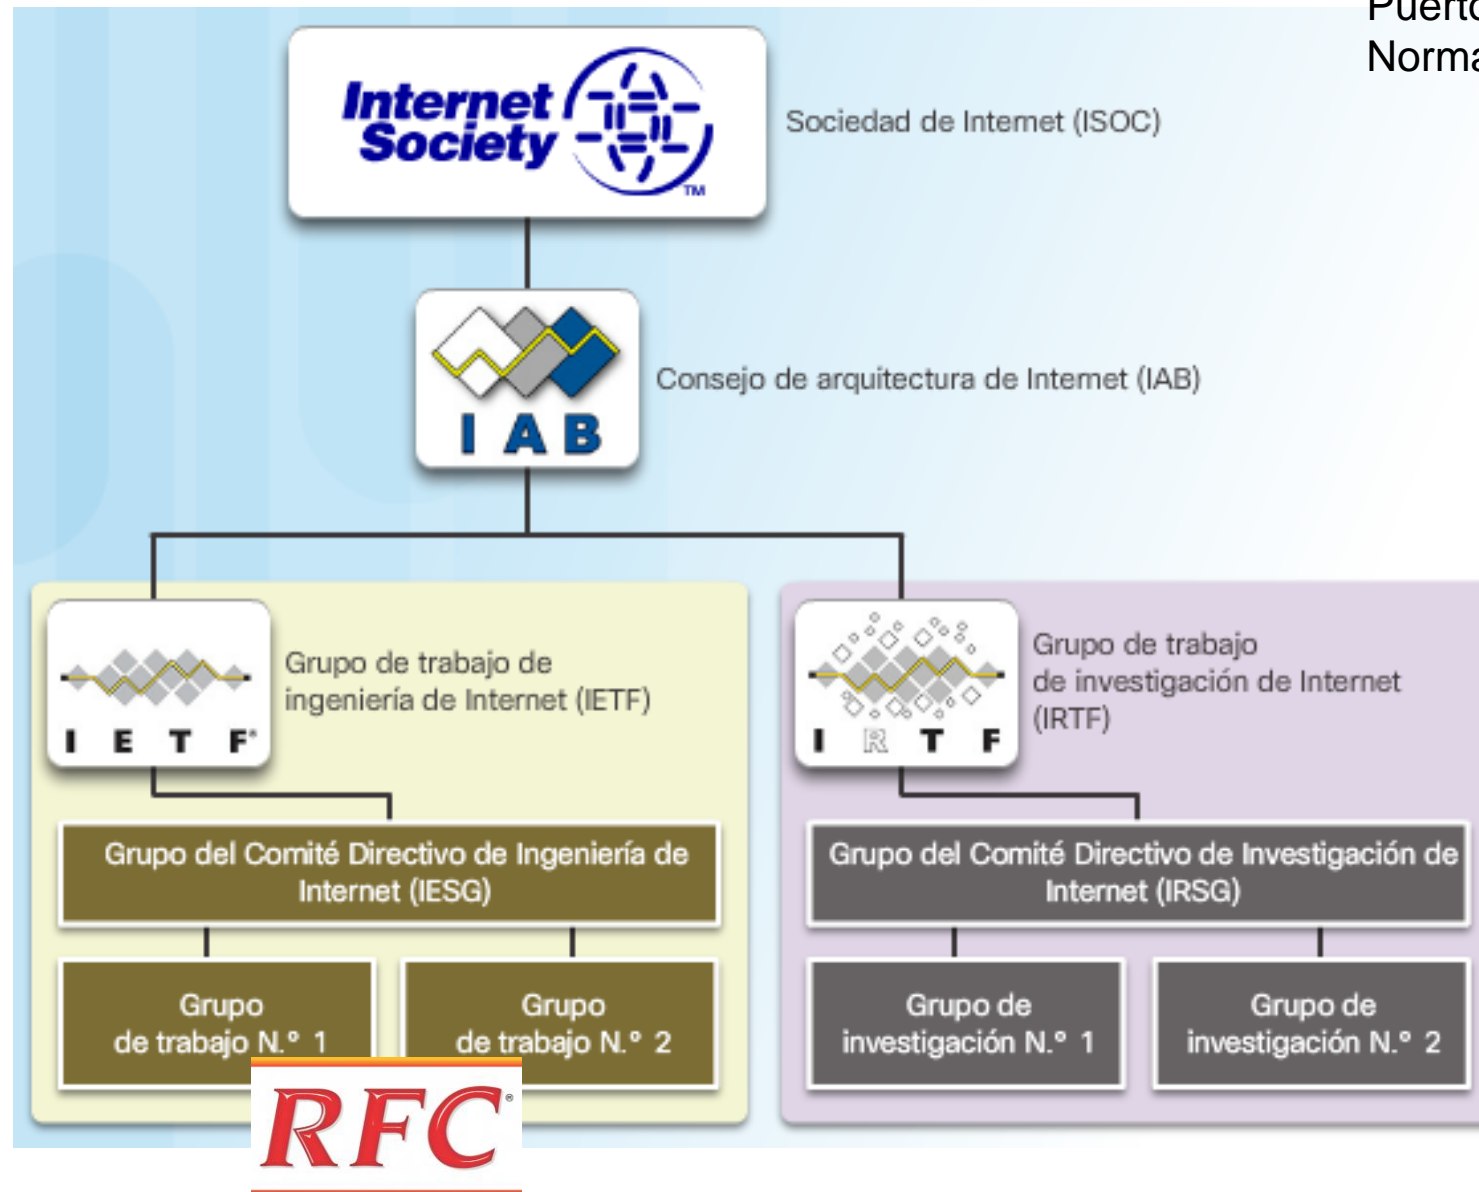 Puerto
Norma
Internet
Society
TM
Sociedad de Internet (ISOC)
I A B
Consejo de arquitectura de Internet (IAB)
I E T F®
Grupo de trabajo de
ingeniería de Internet (IETF)
I R T F
Grupo de trabajo
de investigación de Internet
(IRTF)
Grupo del Comité Directivo de Ingeniería de
Internet (IESG)
Grupo del Comité Directivo de Investigación de
Internet (IRSG)
Grupo
de trabajo N.° 1
Grupo
de trabajo N.° 2
Grupo de
investigación N.° 1
Grupo de
investigación N.° 2
RFC®